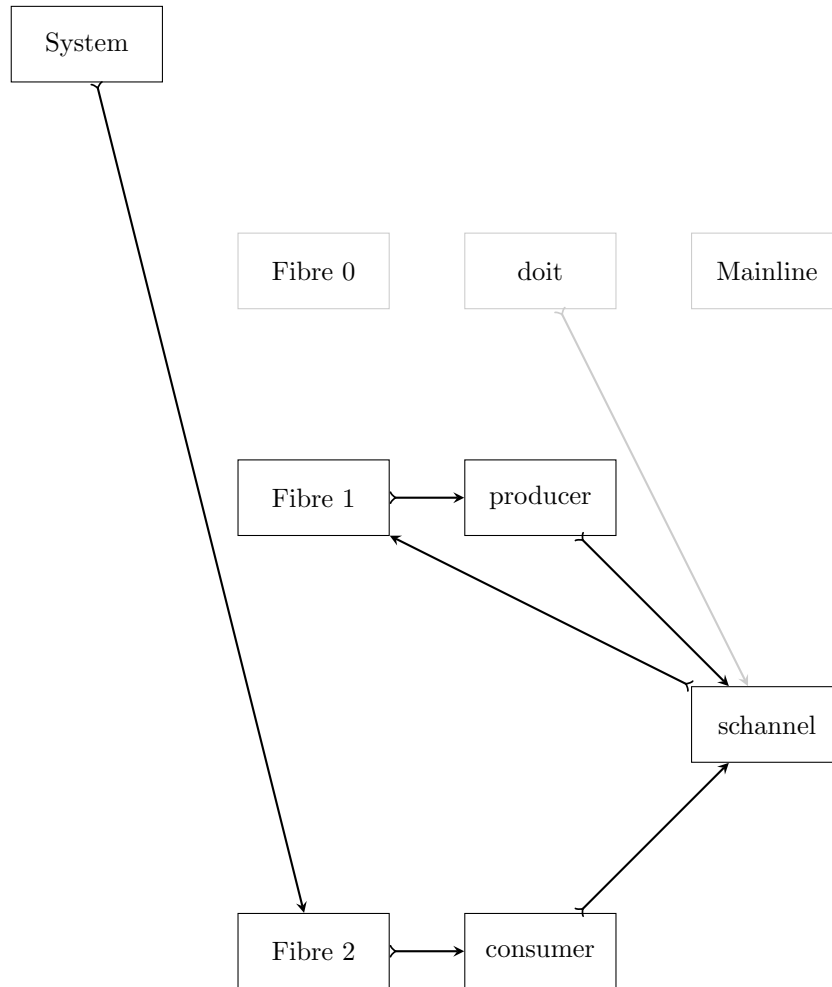 System
Fibre 0
doit
Mainline
Fibre 1
producer
schannel
Fibre 2
consumer